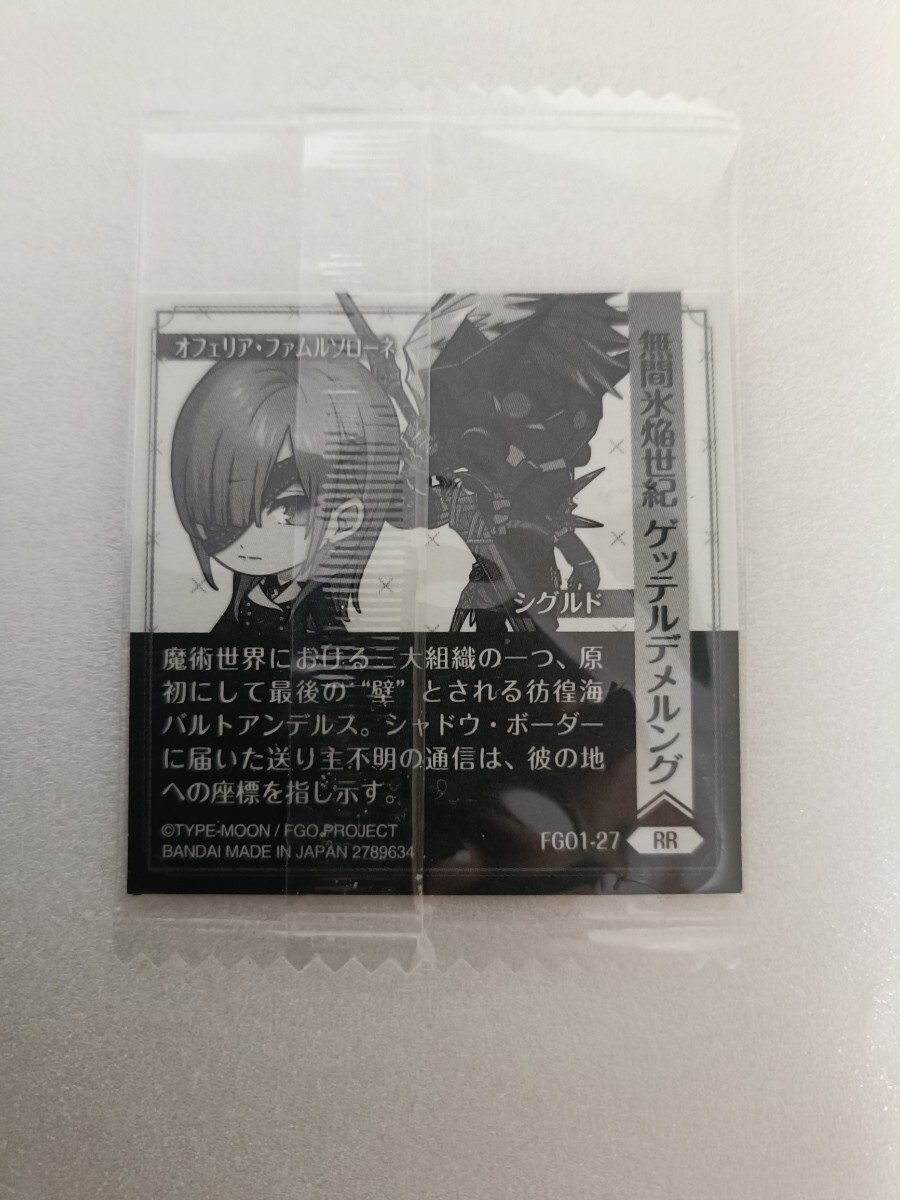 オフェリア・ファムルソローネ
シグルド
無間氷焔世紀 ゲッテルデメルング
魔術世界における三大組織の一つ、原
初にして最後の“壁”とされる彷徨海
バルトアンデルス。シャドウ・ボーダー
に届いた送り主不明の通信は、彼の地
への座標を指し示す。
©TYPE-MOON / FGO PROJECT
BANDAI MADE IN JAPAN 2789634
FGO1-27
RR